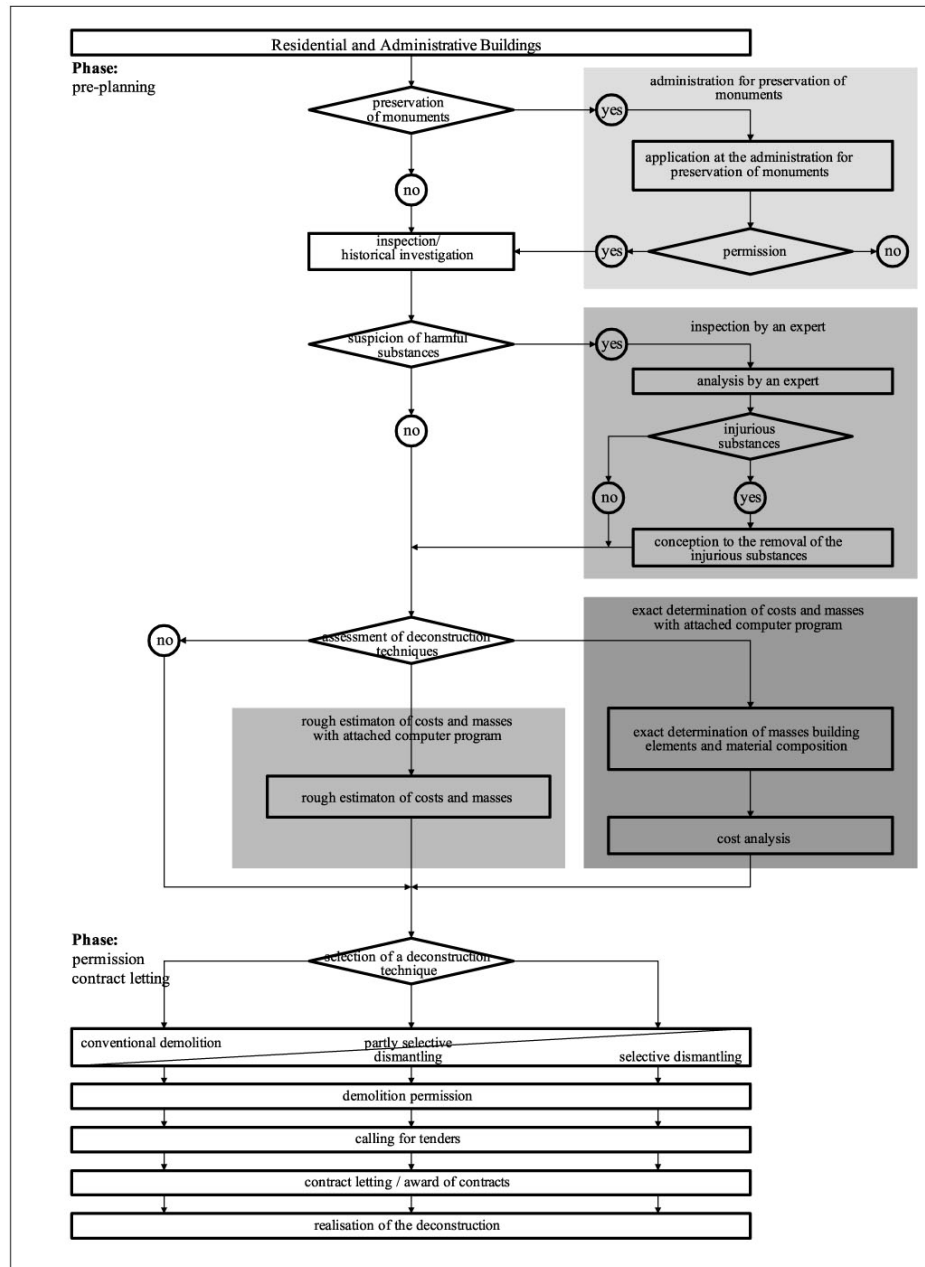 Residential and Administrative Buildings
Phase:
pre-planning
administration for preservation of
monuments
preservation
of monuments
yes
application at the administration for
preservation of monuments
no
inspection/
historical investigation
yes
permission
no
suspicion of harmful
substances
yes
inspection by an expert
analysis by an expert
no
injurious
substances
no
yes
conception to the removal of the
injurious substances
no
assessment of deconstruction
techniques
exact determination of costs and masses
with attached computer program
rough estimaton of costs and masses
with attached computer program
exact determination of masses building
elements and material composition
rough estimaton of costs and masses
cost analysis
Phase:
permission
contract letting
selection of a deconstruction
technique
conventional demolition
partly selective
dismantling
selective dismantling
demolition permission
calling for tenders
contract letting / award of contracts
realisation of the deconstruction